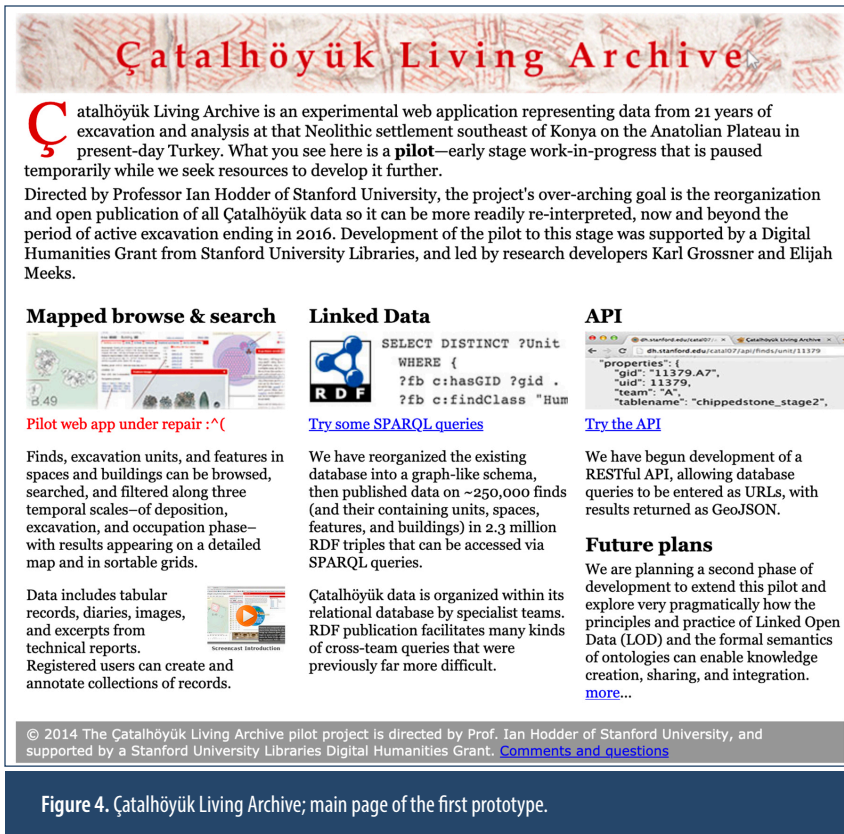 Çatalhöyük Living Archive
Çatalhöyük Living Archive is an experimental web application representing data from 21 years of
excavation and analysis at that Neolithic settlement southeast of Konya on the Anatolian Plateau in
present-day Turkey. What you see here is a pilot—early stage work-in-progress that is paused
temporarily while we seek resources to develop it further.
Directed by Professor Ian Hodder of Stanford University, the project's over-arching goal is the reorganization
and open publication of all Çatalhöyük data so it can be more readily re-interpreted, now and beyond the
period of active excavation ending in 2016. Development of the pilot to this stage was supported by a Digital
Humanities Grant from Stanford University Libraries, and led by research developers Karl Grossner and Elijah
Meeks.
Mapped browse & search
B.49
Pilot web app under repair :^(
Finds, excavation units, and features in
spaces and buildings can be browsed,
searched, and filtered along three
temporal scales–of deposition,
excavation, and occupation phase–
with results appearing on a detailed
map and in sortable grids.
Data includes tabular
records, diaries, images,
and excerpts from
technical reports.
Screencast Introduction
Registered users can create and
annotate collections of records.
Linked Data
RDF
SELECT DISTINCT ?Unit
WHERE {
?fb c:hasGID ?gid .
?fb c:findClass "Hum
Try some SPARQL queries
We have reorganized the existing
database into a graph-like schema,
then published data on ~250,000 finds
(and their containing units, spaces,
features, and buildings) in 2.3 million
RDF triples that can be accessed via
SPARQL queries.
Çatalhöyük data is organized within its
relational database by specialist teams.
RDF publication facilitates many kinds
of cross-team queries that were
previously far more difficult.
API
dh.stanford.edu/catal07/... × Çatalhöyük Living Archive ×
dh.stanford.edu/catal07/api/finds/unit/11379
"properties": {
"gid": "11379.A7",
"uid": 11379,
"team": "A",
"tablename": "chippedstone_stage2",
Try the API
We have begun development of a
RESTful API, allowing database
queries to be entered as URLs, with
results returned as GeoJSON.
Future plans
We are planning a second phase of
development to extend this pilot and
explore very pragmatically how the
principles and practice of Linked Open
Data (LOD) and the formal semantics
of ontologies can enable knowledge
creation, sharing, and integration.
more...
© 2014 The Çatalhöyük Living Archive pilot project is directed by Prof. Ian Hodder of Stanford University, and
supported by a Stanford University Libraries Digital Humanities Grant. Comments and questions
Figure 4. Çatalhöyük Living Archive; main page of the first prototype.